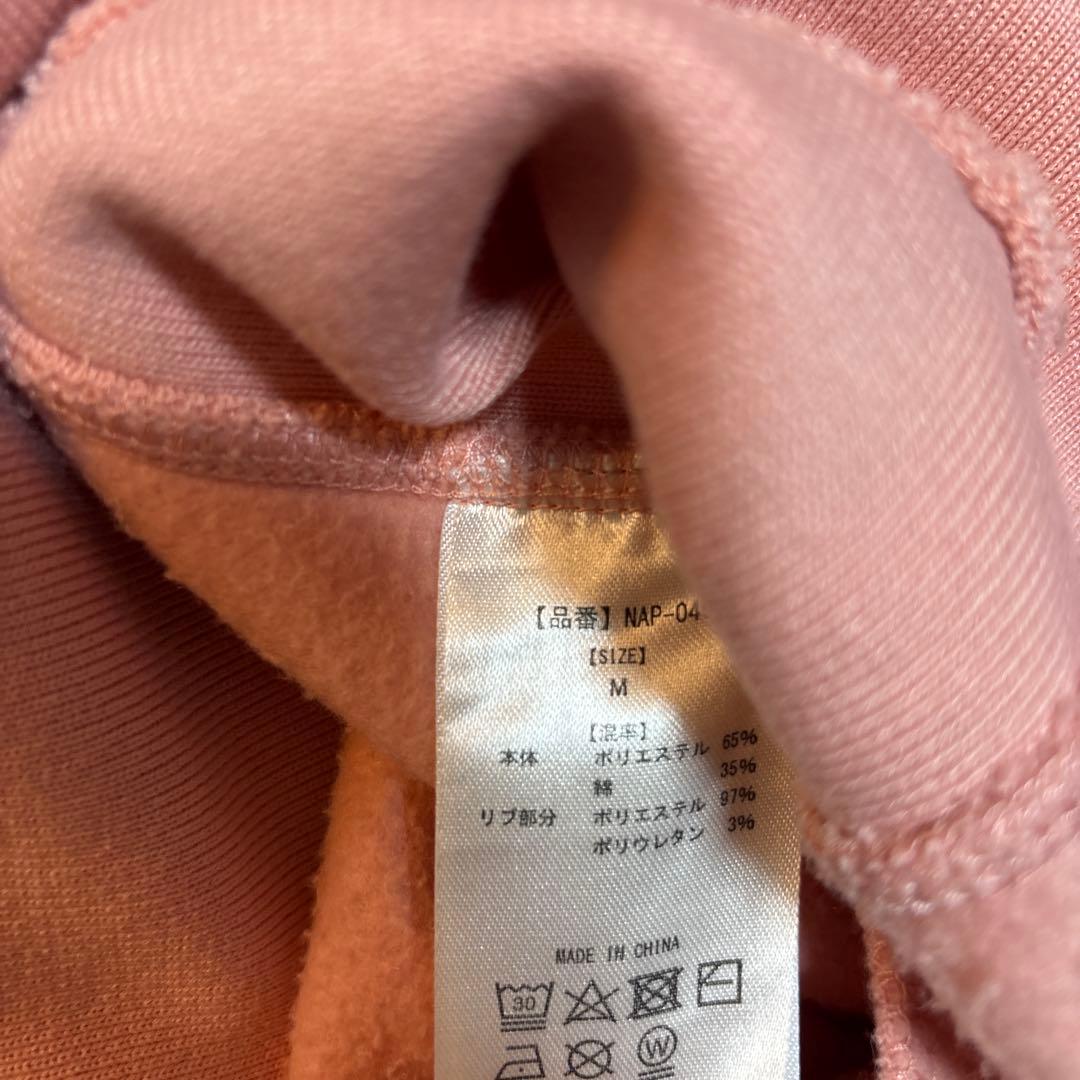 【品番】NAP-04
【SIZE】
M
【混率】
本体 ポリエステル 65%
綿 35%
リブ部分 ポリエステル 97%
ポリウレタン 3%
MADE IN CHINA
30
W